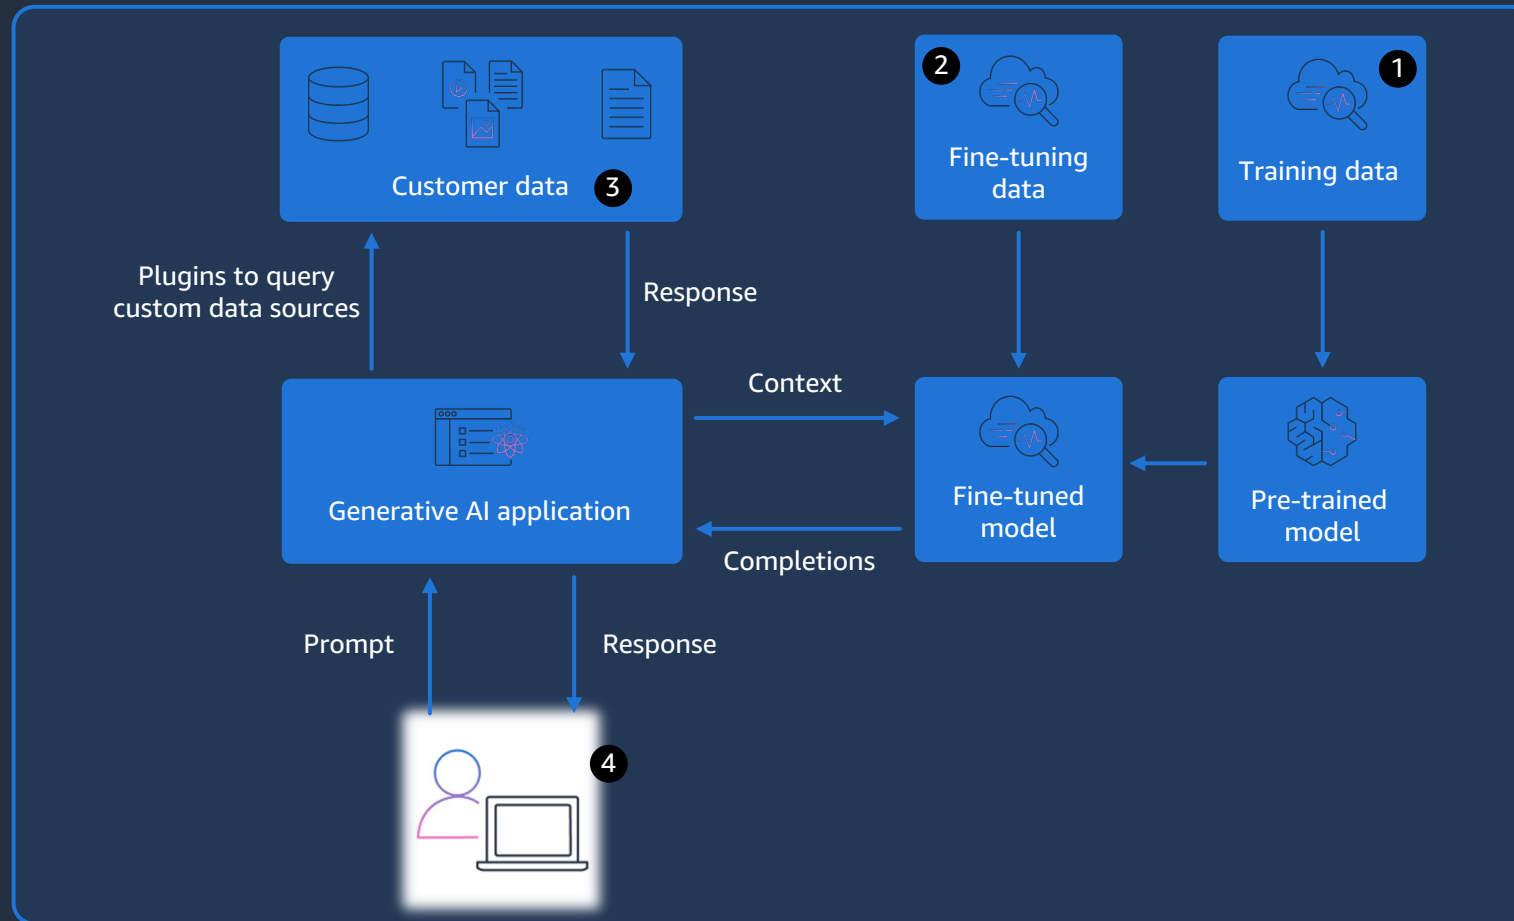 2
1
Fine-tuning
data
Training data
Customer data
3
Plugins to query
custom data sources
Response
Context
Generative AI application
Fine-tuned
model
Pre-trained
model
Completions
Prompt
Response
4